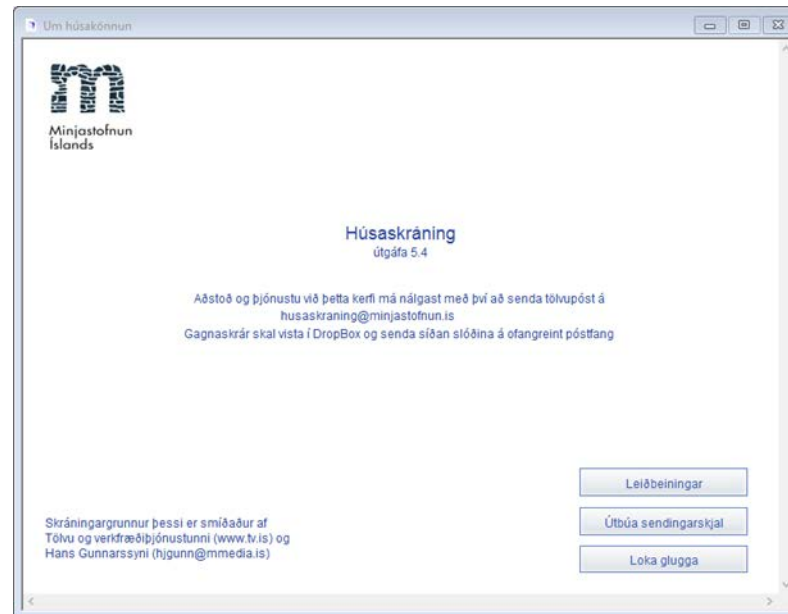 Um húsakönnun
Minjastofnun
Íslands
Húsaskráning
útgáfa 5.4
Aðstoð og þjónustu við þetta kerfi má nálgast með því að senda tölvupóst á
husaskraning@minjastofnun.is
Gagnaskrár skal vista í DropBox og senda síðan slóðina á ofangreint póstfang
Leiðbeiningar
Skráningargrunnur þessi er smíðaður af
Tölvu og verkfræðiþjónustunni (www.tv.is) og
Hans Gunnarssyni (hjgunn@mmedia.is)
Útbúa sendingarskjal
Loka glugga